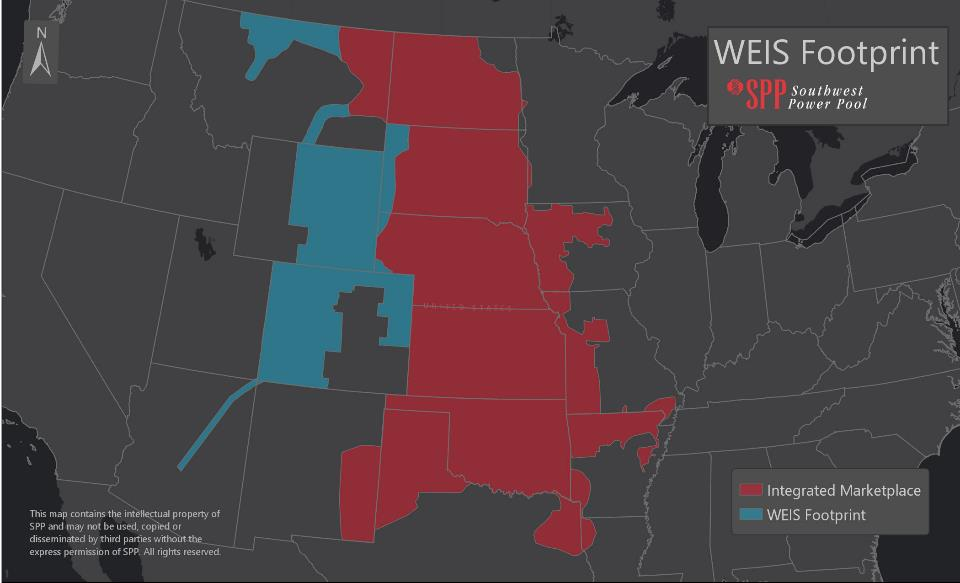 N
WEIS Footprint
SPP Southwest
Power Pool
UNITED STATES
Integrated Marketplace
WEIS Footprint
This map contains the intellectual property of
SPP and may not be used, copied or
disseminated by third parties without the
express permission of SPP. All rights reserved.